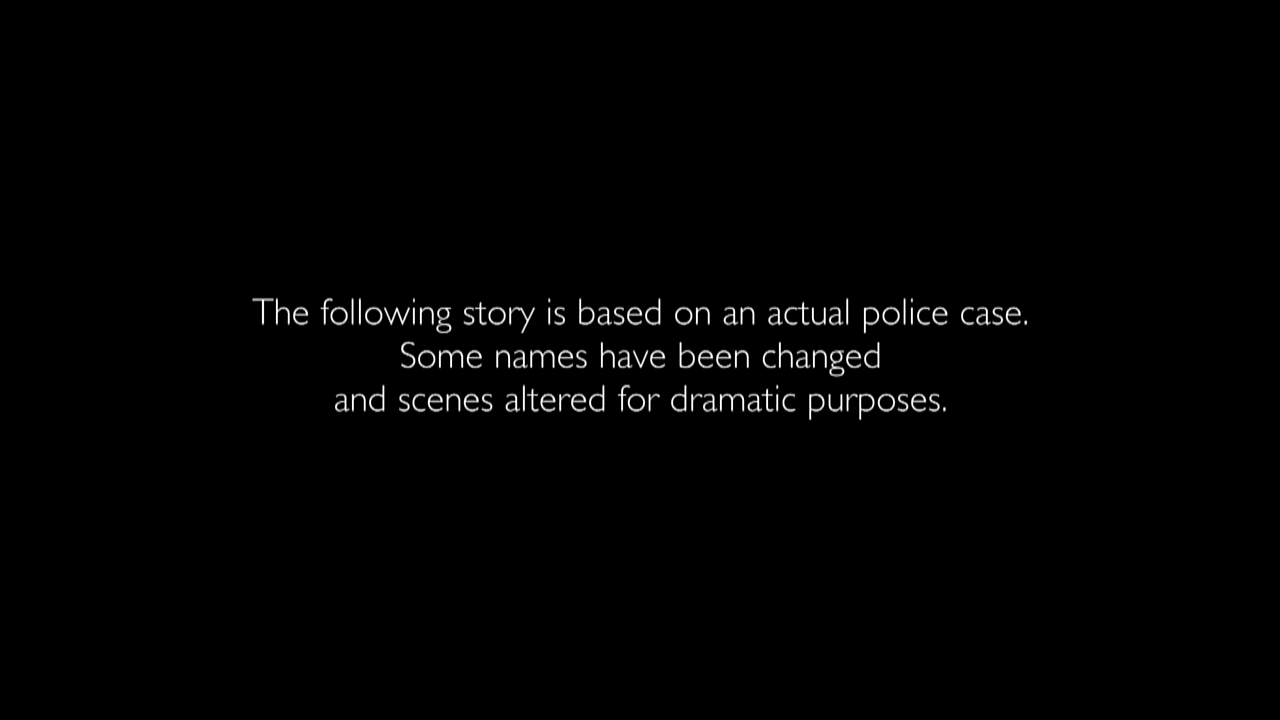 The following story is based on an actual police case.
Some names have been changed
and scenes altered for dramatic purposes.